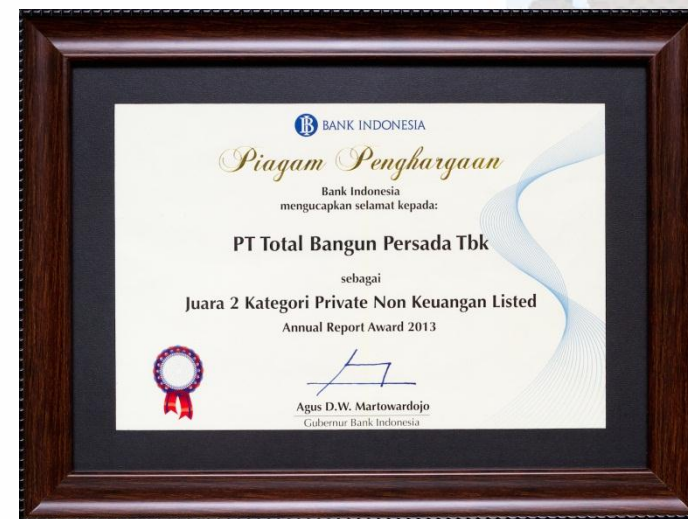 BANK INDONESIA
Piagam Penghargaan
Bank Indonesia
mengucapkan selamat kepada:
PT Total Bangun Persada Tbk
sebagai
Juara 2 Kategori Private Non Keuangan Listed
Annual Report Award 2013
Agus D.W. Martowardojo
Gubernur Bank Indonesia